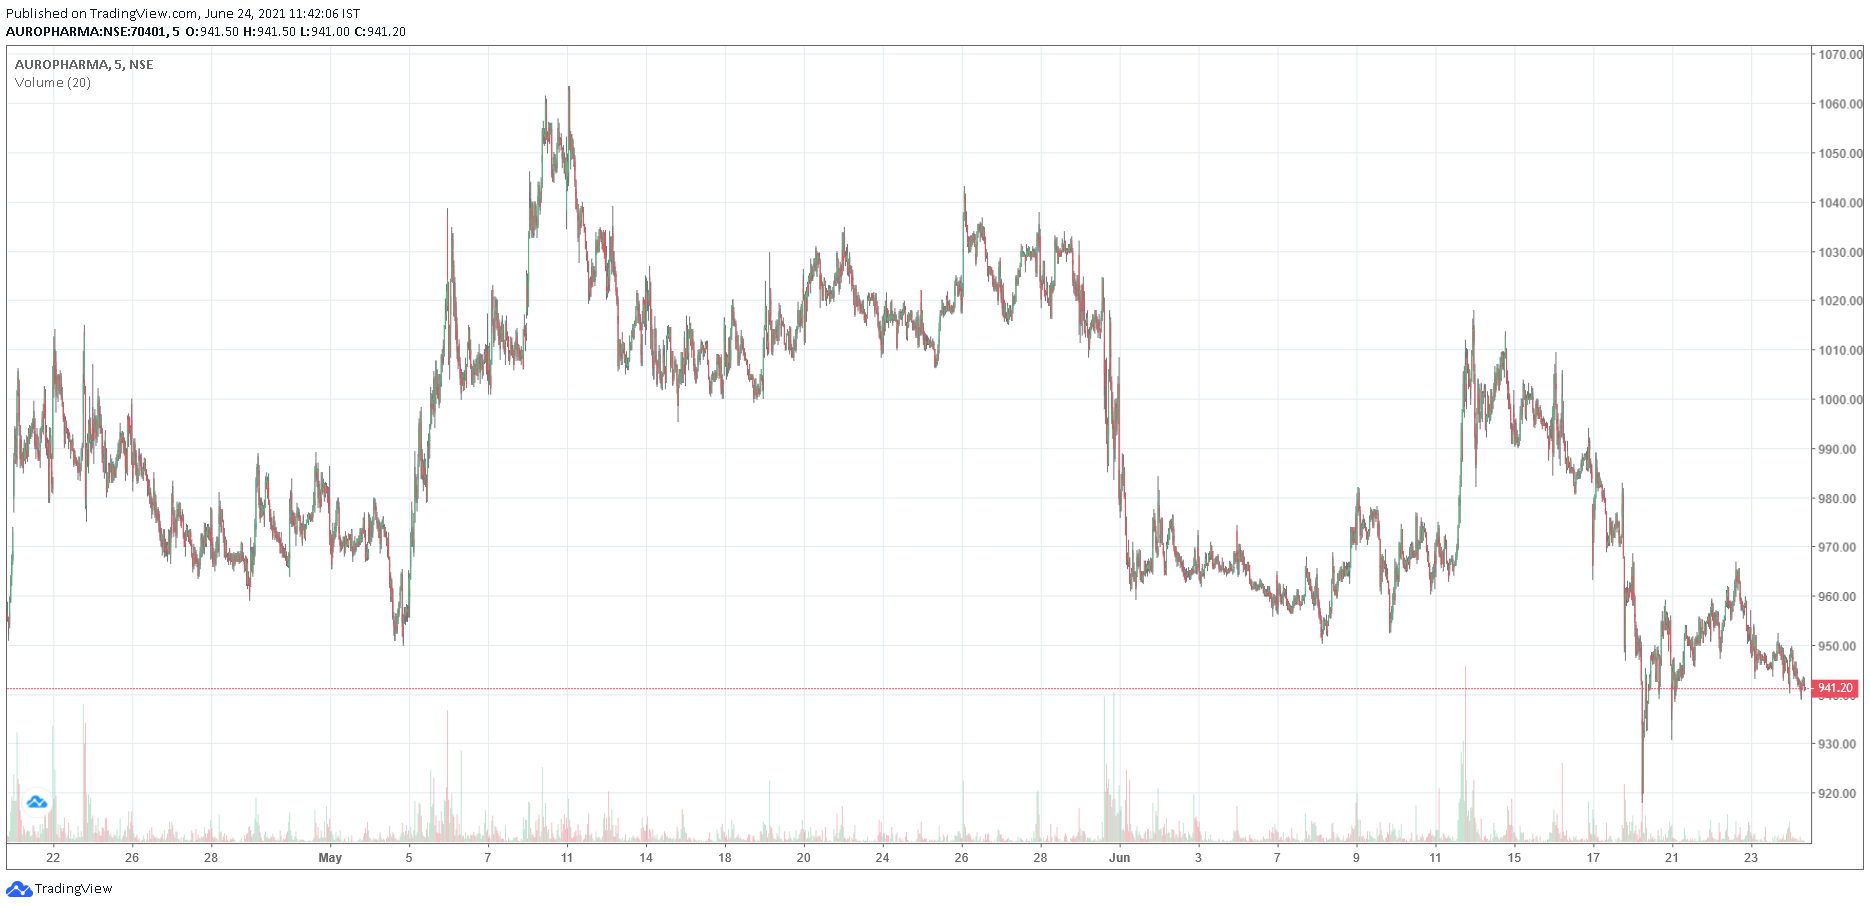 Published on TradingView.com, June 24, 2021 11:42:06 IST
AUROPHARMA:NSE:70401, 5 O:941.50 H:941.50 L:941.00 C:941.20
AUROPHARMA, 5, NSE
Volume (20)
1070.00
1060.00
1050.00
1040.00
1030.00
1020.00
1010.00
1000.00
990.00
980.00
970.00
960.00
950.00
941.20
930.00
920.00
22 26 28 May 5 7 11 14 18 20 24 26 28 Jun 3 7 9 11 15 17 21 23
TradingView